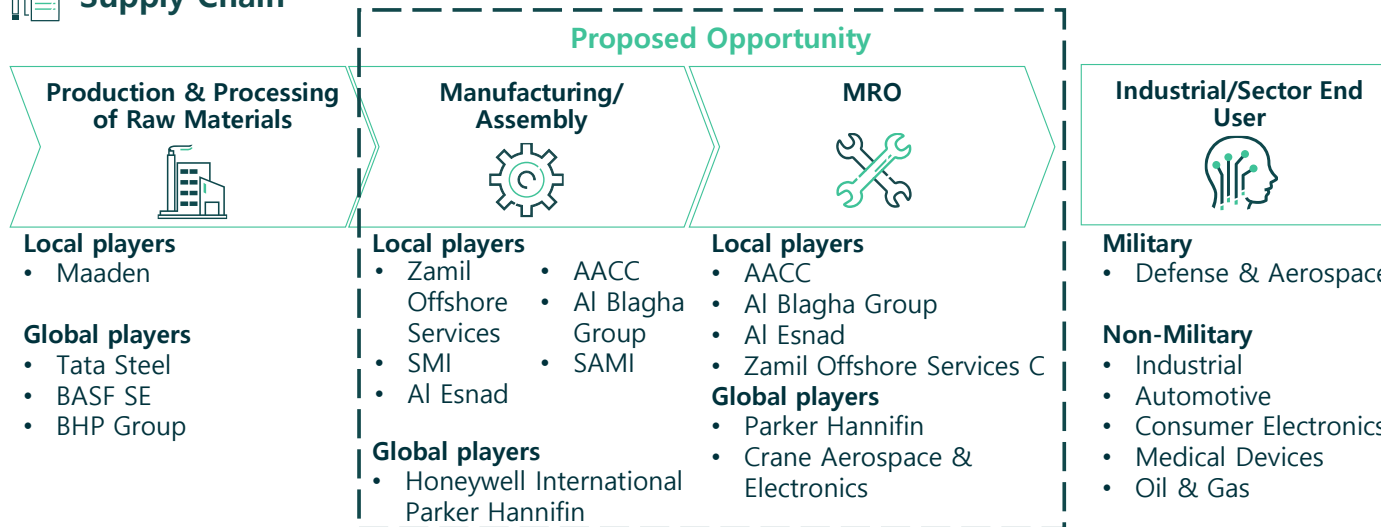 Supply Chain
Proposed Opportunity
Production & Processing
of Raw Materials
Manufacturing/
Assembly
MRO
Industrial/Sector End
User
Local players
• Maaden
Global players
• Tata Steel
• BASF SE
• BHP Group
Local players
• Zamil
Offshore
Services
• SMI
• Al Esnad
• AACC
• Al Blagha
Group
• SAMI
Global players
• Honeywell International
Parker Hannifin
Local players
• AACC
• Al Blagha Group
• Al Esnad
• Zamil Offshore Services C
Global players
• Parker Hannifin
• Crane Aerospace &
Electronics
Military
• Defense & Aerospace
Non-Military
• Industrial
• Automotive
• Consumer Electronics
• Medical Devices
• Oil & Gas